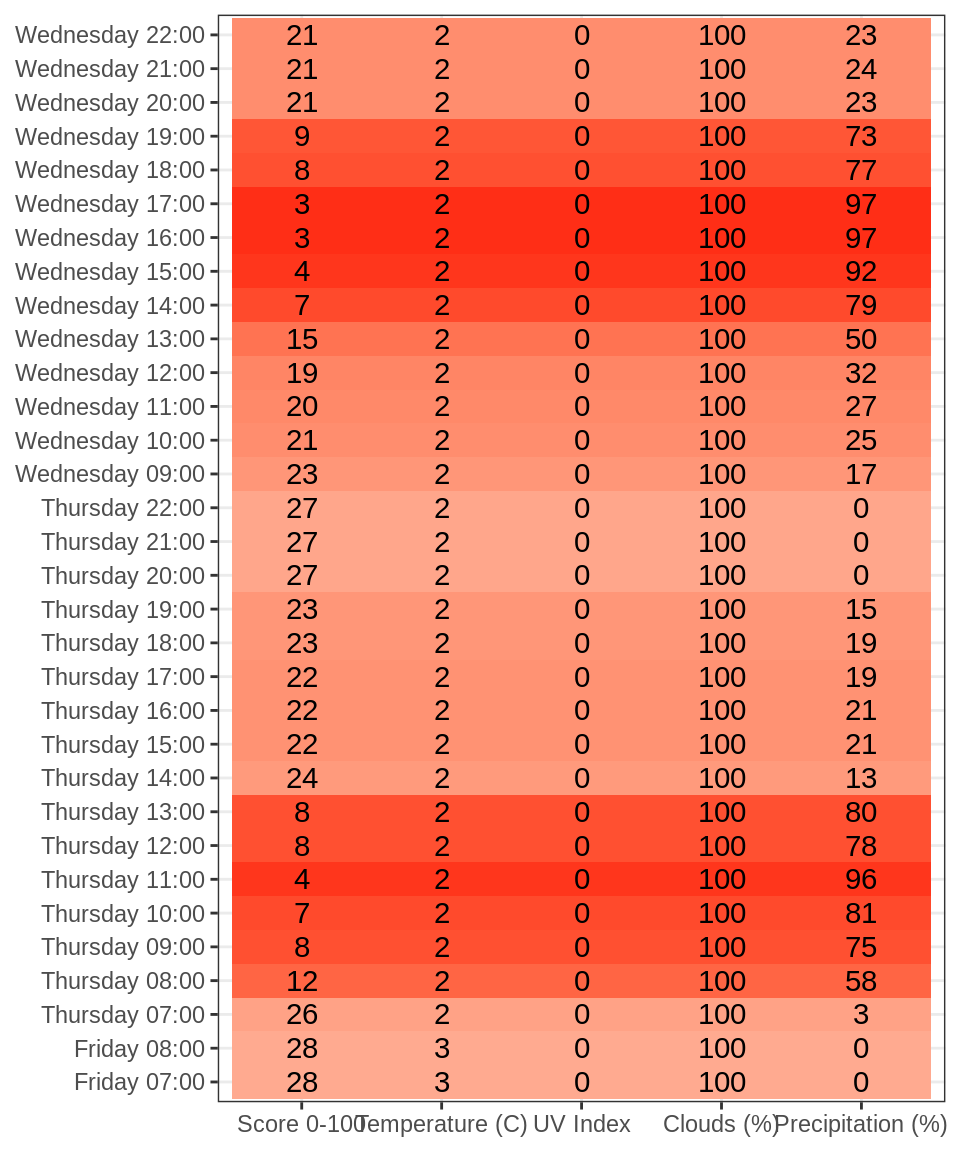 Wednesday 22:00 21 2 0 100 23
Wednesday 21:00 21 2 0 100 24
Wednesday 20:00 21 2 0 100 23
Wednesday 19:00 9 2 0 100 73
Wednesday 18:00 8 2 0 100 77
Wednesday 17:00 3 2 0 100 97
Wednesday 16:00 3 2 0 100 97
Wednesday 15:00 4 2 0 100 92
Wednesday 14:00 7 2 0 100 79
Wednesday 13:00 15 2 0 100 50
Wednesday 12:00 19 2 0 100 32
Wednesday 11:00 20 2 0 100 27
Wednesday 10:00 21 2 0 100 25
Wednesday 09:00 23 2 0 100 17
Thursday 22:00 27 2 0 100 0
Thursday 21:00 27 2 0 100 0
Thursday 20:00 27 2 0 100 0
Thursday 19:00 23 2 0 100 15
Thursday 18:00 23 2 0 100 19
Thursday 17:00 22 2 0 100 19
Thursday 16:00 22 2 0 100 21
Thursday 15:00 22 2 0 100 21
Thursday 14:00 24 2 0 100 13
Thursday 13:00 8 2 0 100 80
Thursday 12:00 8 2 0 100 78
Thursday 11:00 4 2 0 100 96
Thursday 10:00 7 2 0 100 81
Thursday 09:00 8 2 0 100 75
Thursday 08:00 12 2 0 100 58
Thursday 07:00 26 2 0 100 3
Friday 08:00 28 3 0 100 0
Friday 07:00 28 3 0 100 0
Score 0-100 Temperature (C) UV Index Clouds (%) Precipitation (%)